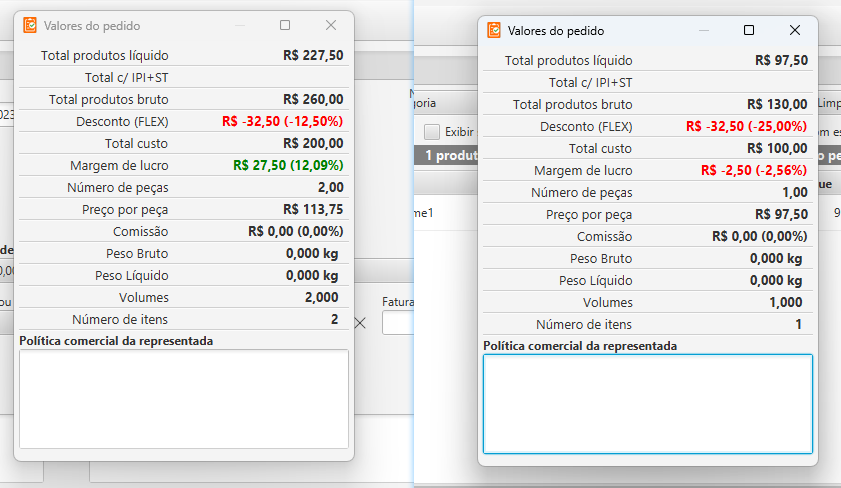 Valores do pedido
Total produtos líquido R$ 227,50
Total c/ IPI+ST
Total produtos bruto R$ 260,00
Desconto (FLEX) R$ -32,50 (-12,50%)
Total custo R$ 200,00
Margem de lucro R$ 27,50 (12,09%)
Número de peças 2,00
Preço por peça R$ 113,75
Comissão R$ 0,00 (0,00%)
Peso Bruto 0,000 kg
Peso Líquido 0,000 kg
Volumes 2,000
Número de itens 2
Política comercial da representada
Fatura
Valores do pedido
Total produtos líquido R$ 97,50
Total c/ IPI+ST
Total produtos bruto R$ 130,00
Desconto (FLEX) R$ -32,50 (-25,00%)
Total custo R$ 100,00
Margem de lucro R$ -2,50 (-2,56%)
Número de peças 1,00
Preço por peça R$ 97,50
Comissão R$ 0,00 (0,00%)
Peso Bruto 0,000 kg
Peso Líquido 0,000 kg
Volumes 1,000
Número de itens 1
Política comercial da representada
goria
Limp
Exibir
om es
1 produt
o pe
que
me1
9